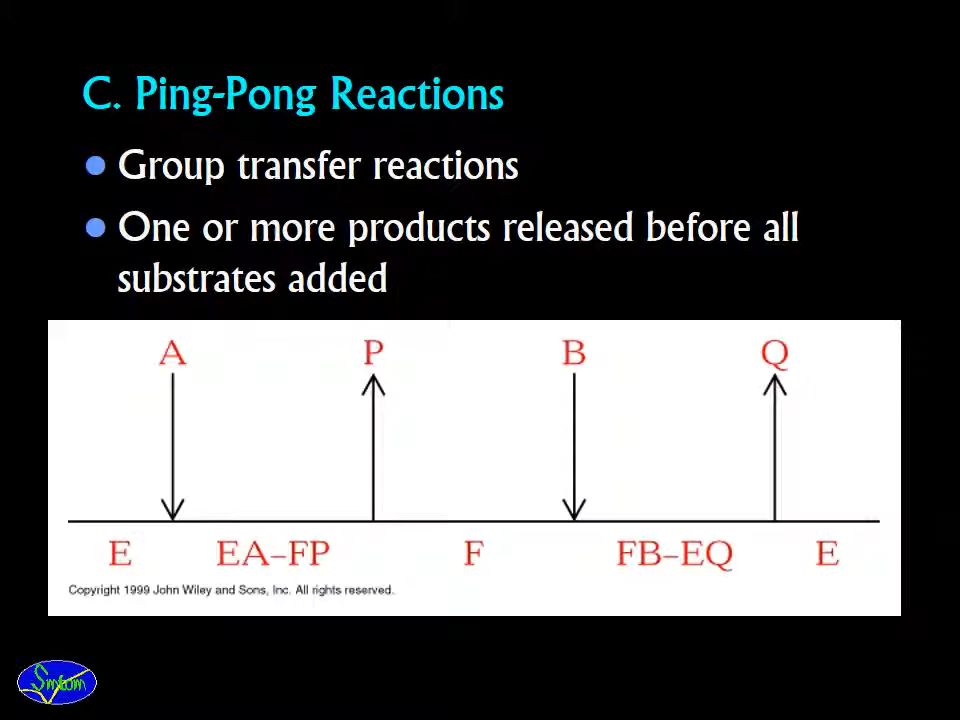 C. Ping-Pong Reactions
Group transfer reactions
One or more products released before all
substrates added
A P B Q
E EA–FP F FB–EQ E
Copyright 1999 John Wiley and Sons, Inc. All rights reserved.